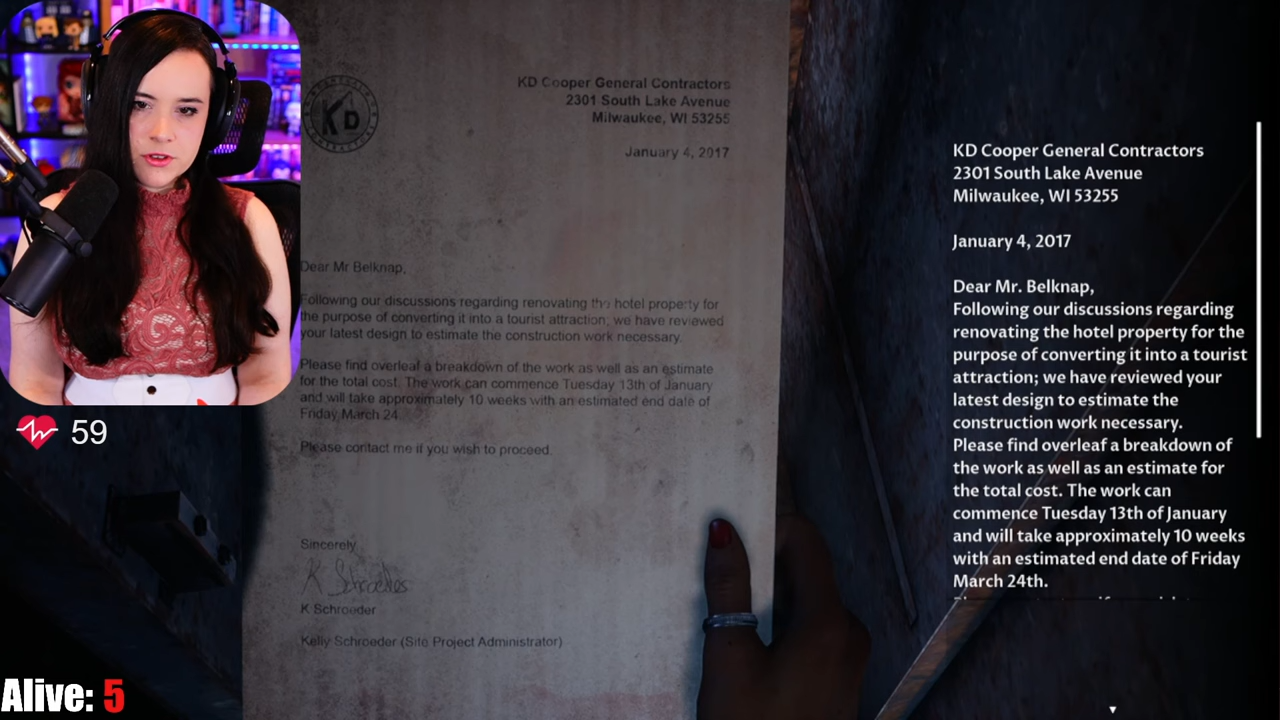 KD
KD Cooper General Contractors
2301 South Lake Avenue
Milwaukee, WI 53255
January 4, 2017
Dear Mr Belknap,
Following our discussions regarding renovating the hotel property for
the purpose of converting it into a tourist attraction; we have reviewed
your latest design to estimate the construction work necessary.
Please find overleaf a breakdown of the work as well as an estimate
for the total cost. The work can commence Tuesday 13th of January
and will take approximately 10 weeks with an estimated end date of
Friday March 24
Please contact me if you wish to proceed.
Sincerely
K Schroeder
K Schroeder
Kelly Schroeder (Site Project Administrator)
KD Cooper General Contractors
2301 South Lake Avenue
Milwaukee, WI 53255
January 4, 2017
Dear Mr. Belknap,
Following our discussions regarding
renovating the hotel property for the
purpose of converting it into a tourist
attraction; we have reviewed your
latest design to estimate the
construction work necessary.
Please find overleaf a breakdown of
the work as well as an estimate for
the total cost. The work can
commence Tuesday 13th of January
and will take approximately 10 weeks
with an estimated end date of Friday
March 24th.
59
Alive: 5